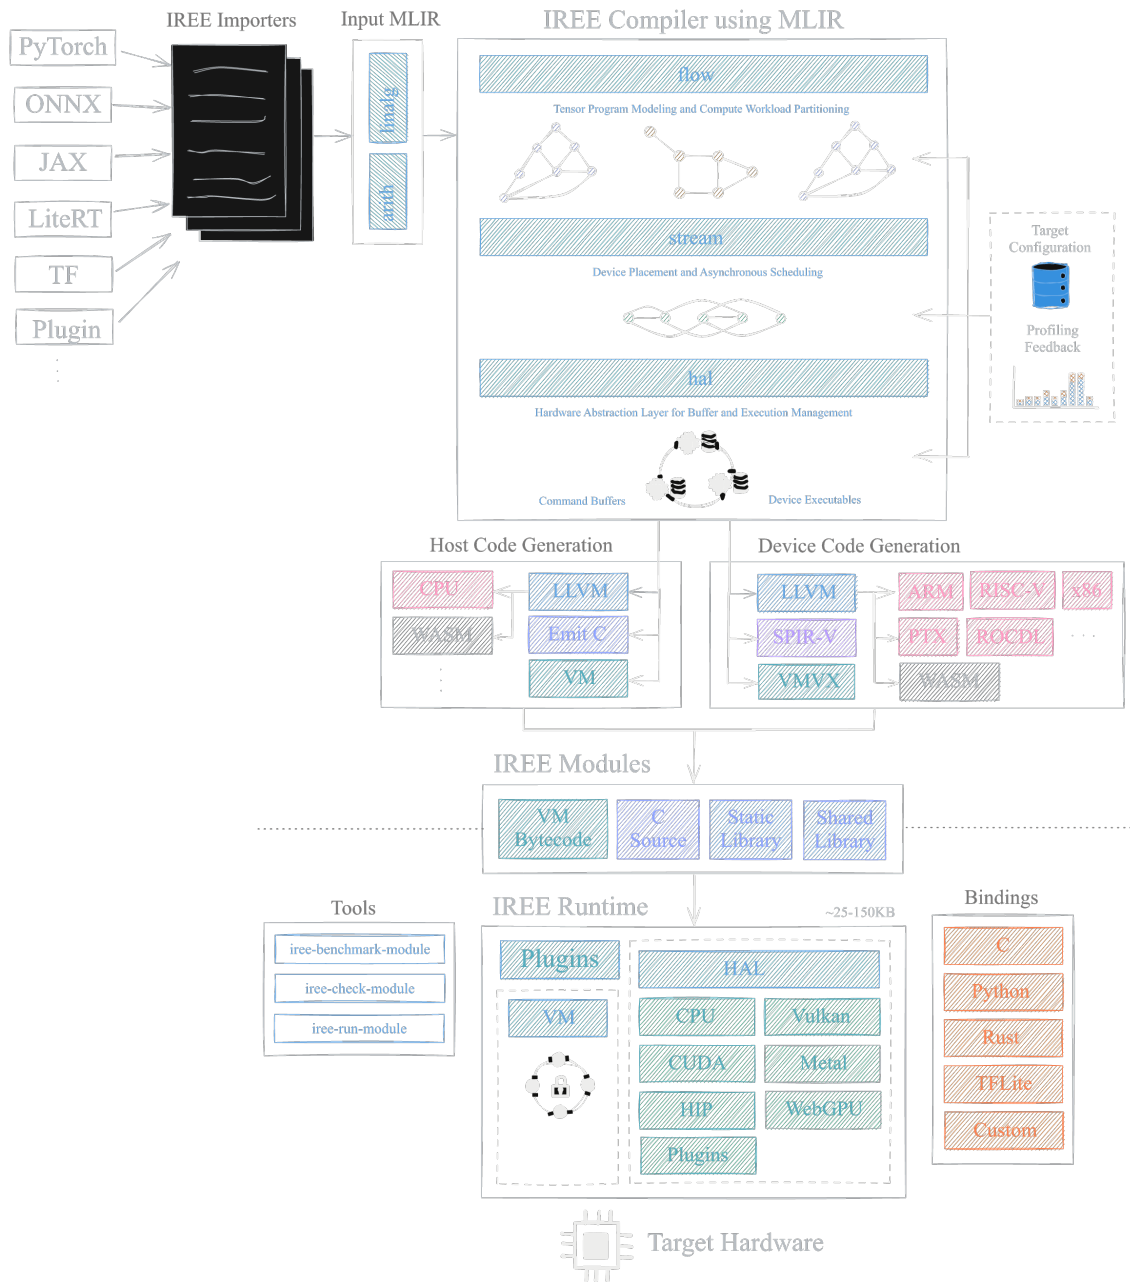 IREE Importers
Input MLIR
IREE Compiler using MLIR
PyTorch
ONNX
JAX
LiteRT
TF
Plugin
linalg
arith
flow
Tensor Program Modeling and Compute Workload Partitioning
stream
Device Placement and Asynchronous Scheduling
hal
Hardware Abstraction Layer for Buffer and Execution Management
Command Buffers
Device Executables
Target
Configuration
Profiling
Feedback
Host Code Generation
CPU
WASM
LLVM
Emit C
VM
Device Code Generation
LLVM
SPIR-V
VMVX
ARM
RISC-V
x86
PTX
ROCDL
. . .
WASM
IREE Modules
VM
Bytecode
C
Source
Static
Library
Shared
Library
Tools
iree-benchmark-module
iree-check-module
iree-run-module
IREE Runtime
~25-150KB
Plugins
VM
HAL
CPU
Vulkan
CUDA
Metal
HIP
WebGPU
Plugins
Bindings
C
Python
Rust
TFLite
Custom
Target Hardware